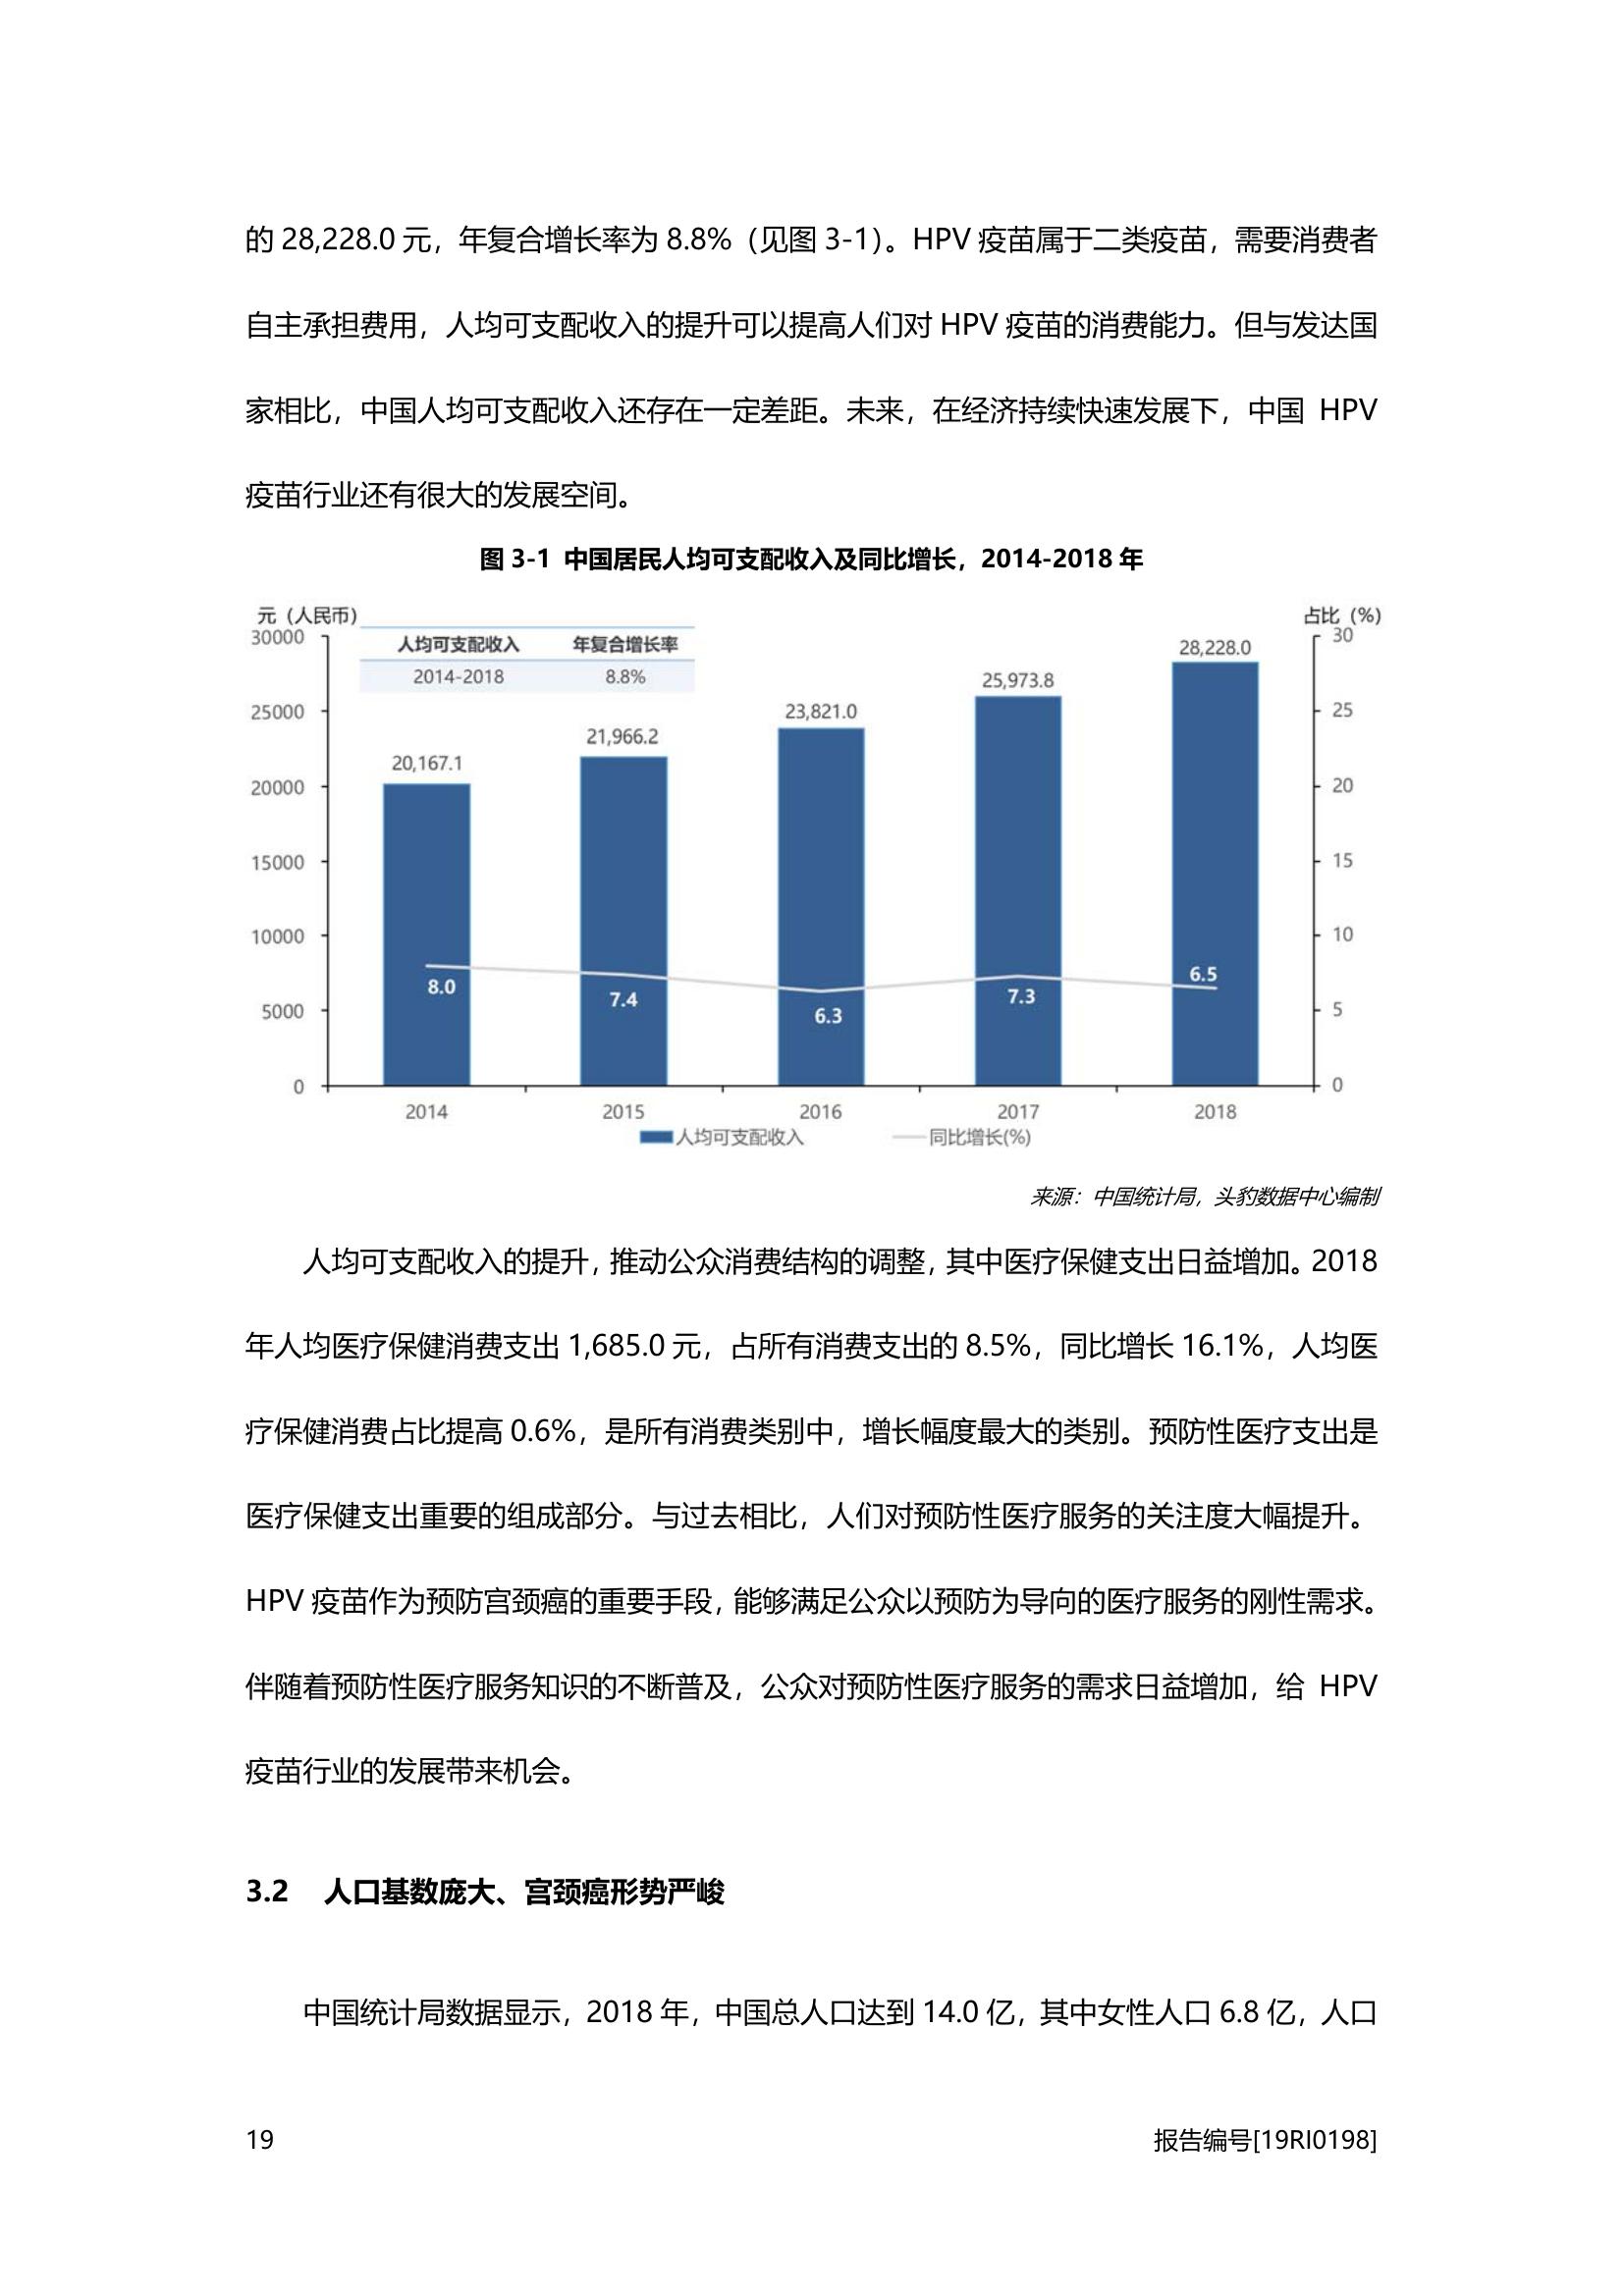 的 28,228.0 元，年复合增长率为 8.8%（见图 3-1）。HPV 疫苗属于二类疫苗，需要消费者
自主承担费用，人均可支配收入的提升可以提高人们对 HPV 疫苗的消费能力。但与发达国
家相比，中国人均可支配收入还存在一定差距。未来，在经济持续快速发展下，中国 HPV
疫苗行业还有很大的发展空间。
图 3-1 中国居民人均可支配收入及同比增长，2014-2018 年
元（人民币） 占比（%）
人均可支配收入 年复合增长率
2014-2018 8.8%
30000
25000
20000
15000
10000
5000
0
20,167.1
21,966.2
23,821.0
25,973.8
28,228.0
8.0
7.4
6.3
7.3
6.5
30
25
20
15
10
5
0
2014 2015 2016 2017 2018
人均可支配收入 同比增长(%)
来源：中国统计局，头豹数据中心编制
人均可支配收入的提升，推动公众消费结构的调整，其中医疗保健支出日益增加。2018
年人均医疗保健消费支出 1,685.0 元，占所有消费支出的 8.5%，同比增长 16.1%，人均医
疗保健消费占比提高 0.6%，是所有消费类别中，增长幅度最大的类别。预防性医疗支出是
医疗保健支出重要的组成部分。与过去相比，人们对预防性医疗服务的关注度大幅提升。
HPV 疫苗作为预防宫颈癌的重要手段，能够满足公众以预防为导向的医疗服务的刚性需求。
伴随着预防性医疗服务知识的不断普及，公众对预防性医疗服务的需求日益增加，给 HPV
疫苗行业的发展带来机会。
3.2 人口基数庞大、宫颈癌形势严峻
中国统计局数据显示，2018 年，中国总人口达到 14.0 亿，其中女性人口 6.8 亿，人口
19 报告编号[19RI0198]